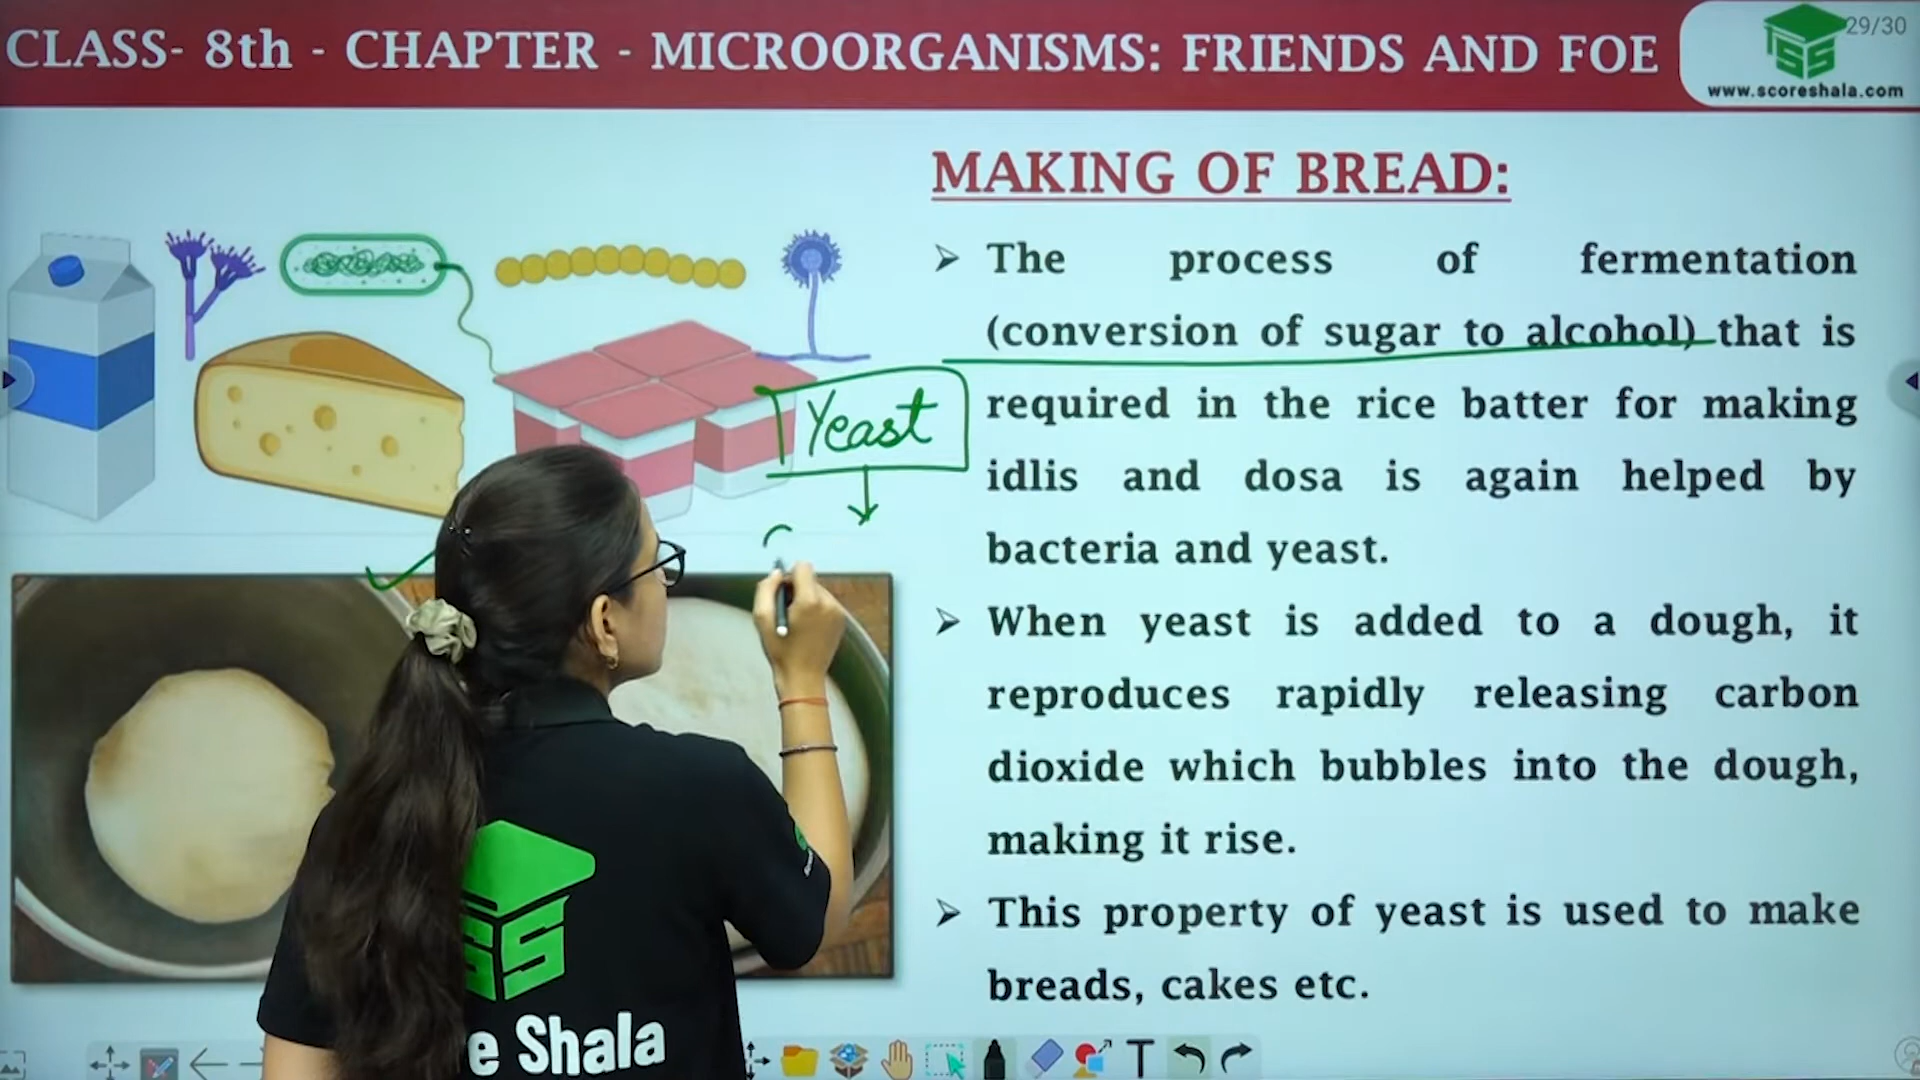 CLASS- 8th - CHAPTER - MICROORGANISMS: FRIENDS AND FOE
29/30
www.scoreshala.com
MAKING OF BREAD:
The process of fermentation
(conversion of sugar to alcohol) that is
required in the rice batter for making
idlis and dosa is again helped by
bacteria and yeast.
When yeast is added to a dough, it
reproduces rapidly releasing carbon
dioxide which bubbles into the dough,
making it rise.
This property of yeast is used to make
breads, cakes etc.
Yeast
SS
e Shala
T